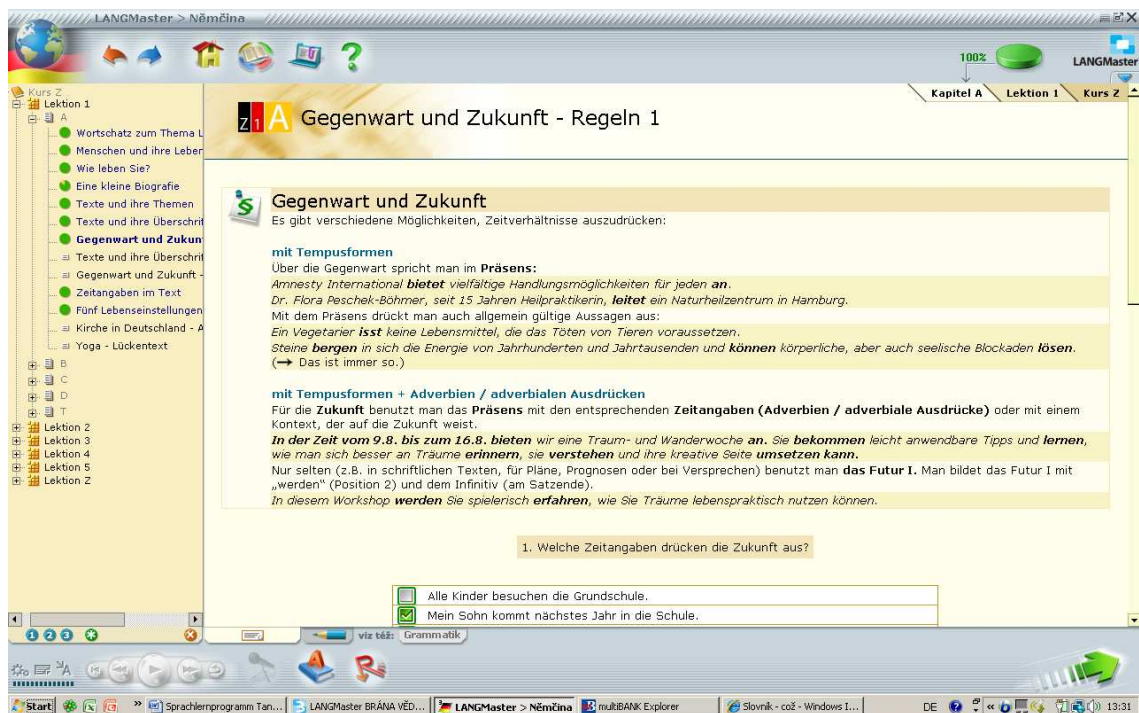 LANGMaster > Němčina
100%
LANGMaster
Kurs Z
Lektion 1
A
Wortschatz zum Thema L
Menschen und ihre Leber
Wie leben Sie?
Eine kleine Biografie
Texte und ihre Themen
Texte und ihre Überschrif
Gegenwart und Zukun
Texte und ihre Überschrif
Gegenwart und Zukunft -
Zeitangaben im Text
Fünf Lebenseinstellungen
Kirche in Deutschland - A
Yoga - Lückentext
B
C
D
T
Lektion 2
Lektion 3
Lektion 4
Lektion 5
Lektion Z
Kapitel A Lektion 1 Kurs Z
Z 1 A Gegenwart und Zukunft - Regeln 1
§ Gegenwart und Zukunft
Es gibt verschiedene Möglichkeiten, Zeitverhältnisse auszudrücken:
mit Tempusformen
Über die Gegenwart spricht man im Präsens:
Amnesty International bietet vielfältige Handlungsmöglichkeiten für jeden an.
Dr. Flora Peschek-Böhmer, seit 15 Jahren Heilpraktikerin, leitet ein Naturheilzentrum in Hamburg.
Mit dem Präsens drückt man auch allgemein gültige Aussagen aus:
Ein Vegetarier isst keine Lebensmittel, die das Töten von Tieren voraussetzen.
Steine bergen in sich die Energie von Jahrhunderten und Jahrtausenden und können körperliche, aber auch seelische Blockaden lösen.
(→ Das ist immer so.)
mit Tempusformen + Adverbien / adverbialen Ausdrücken
Für die Zukunft benutzt man das Präsens mit den entsprechenden Zeitangaben (Adverbien / adverbiale Ausdrücke) oder mit einem
Kontext, der auf die Zukunft weist.
In der Zeit vom 9.8. bis zum 16.8. bieten wir eine Traum- und Wanderwoche an. Sie bekommen leicht anwendbare Tipps und lernen,
wie man sich besser an Träume erinnern, sie verstehen und ihre kreative Seite umsetzen kann.
Nur selten (z.B. in schriftlichen Texten, für Pläne, Prognosen oder bei Versprechen) benutzt man das Futur I. Man bildet das Futur I mit
„werden“ (Position 2) und dem Infinitiv (am Satzende).
In diesem Workshop werden Sie spielerisch erfahren, wie Sie Träume lebenspraktisch nutzen können.
1. Welche Zeitangaben drücken die Zukunft aus?
Alle Kinder besuchen die Grundschule.
Mein Sohn kommt nächstes Jahr in die Schule.
1 2 3
viz též: Grammatik
Start Sprachlernprogramm Tan... LANGMaster BRÁNA VĚD... LANGMaster > Němčina multiBANK Explorer Slovník - což - Windows I... DE 13:31